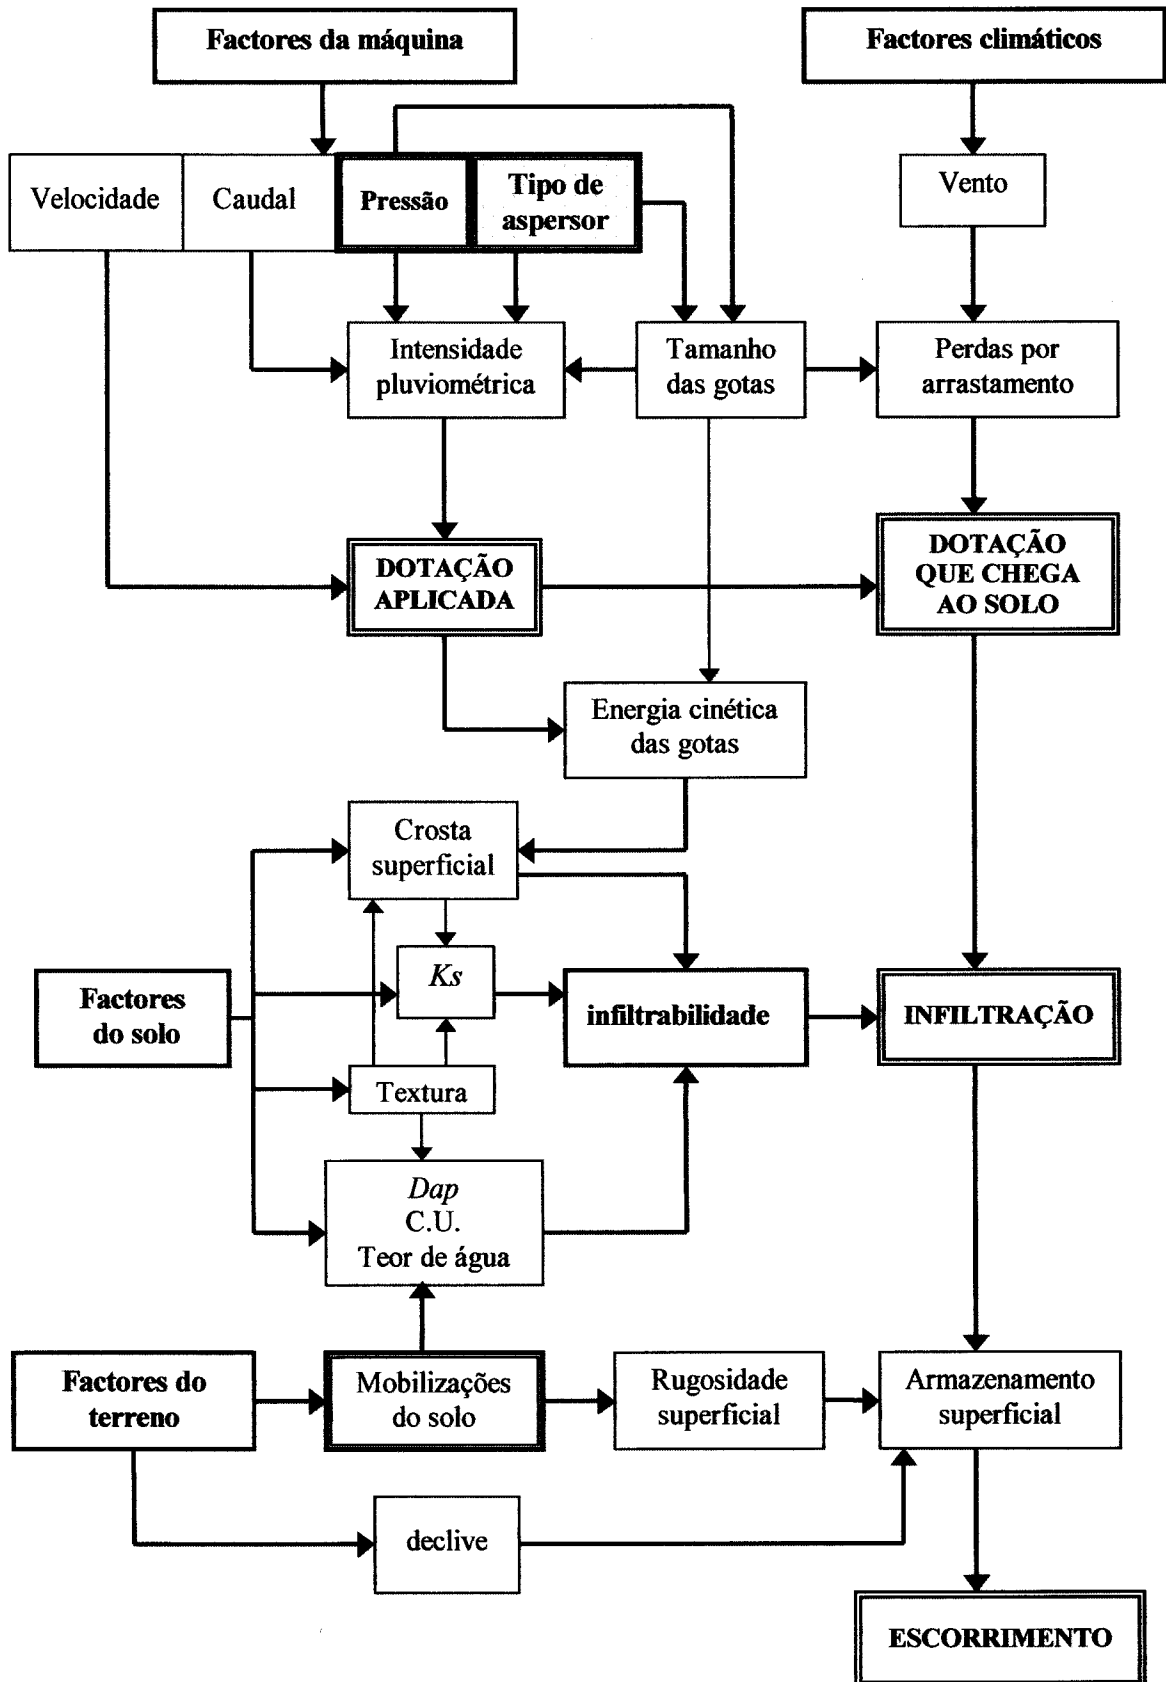 Factores da máquina
Factores climáticos
Velocidade
Caudal
Pressão
Tipo de
aspersor
Vento
Intensidade
pluviométrica
Tamanho
das gotas
Perdas por
arrastamento
DOTAÇÃO
APLICADA
DOTAÇÃO
QUE CHEGA
AO SOLO
Energia cinética
das gotas
Crosta
superficial
Ks
Factores
do solo
infiltrabilidade
INFILTRAÇÃO
Textura
Dap
C.U.
Teor de água
Factores do
terreno
Mobilizações
do solo
Rugosidade
superficial
Armazenamento
superficial
declive
ESCORRIMENTO